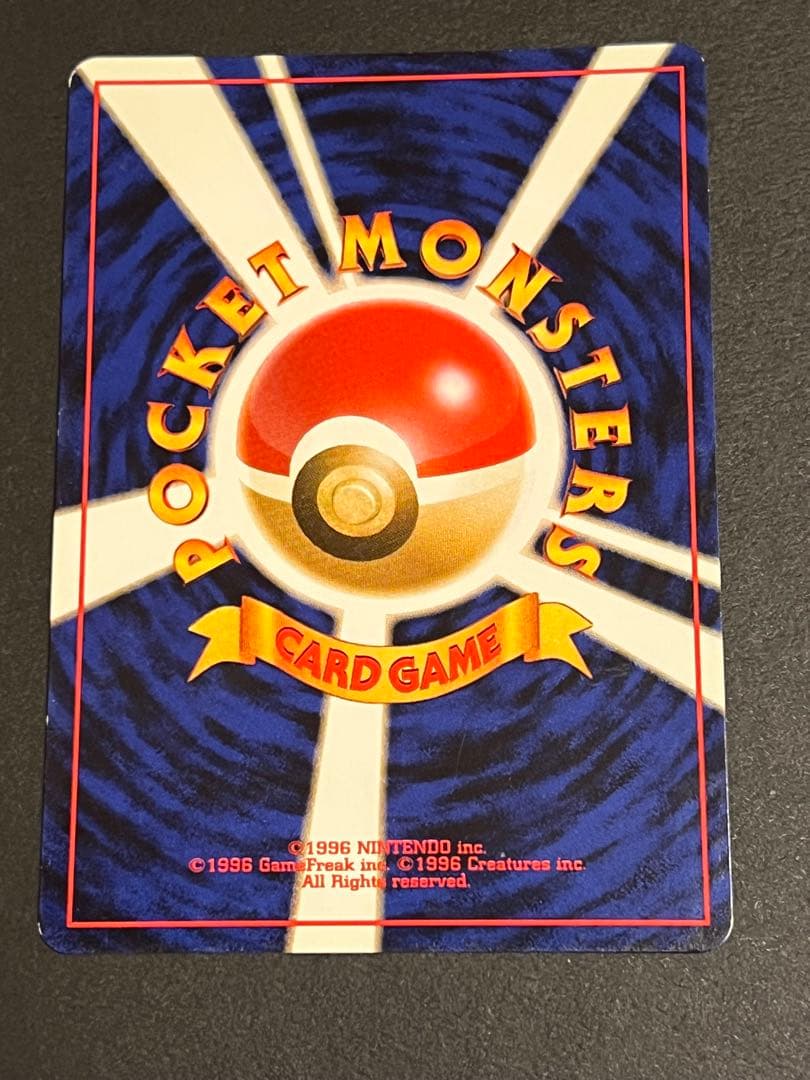 POCKET MONSTERS
CARD GAME
©1996 NINTENDO inc.
©1996 GameFreak inc. ©1996 Creatures inc.
All Rights reserved.